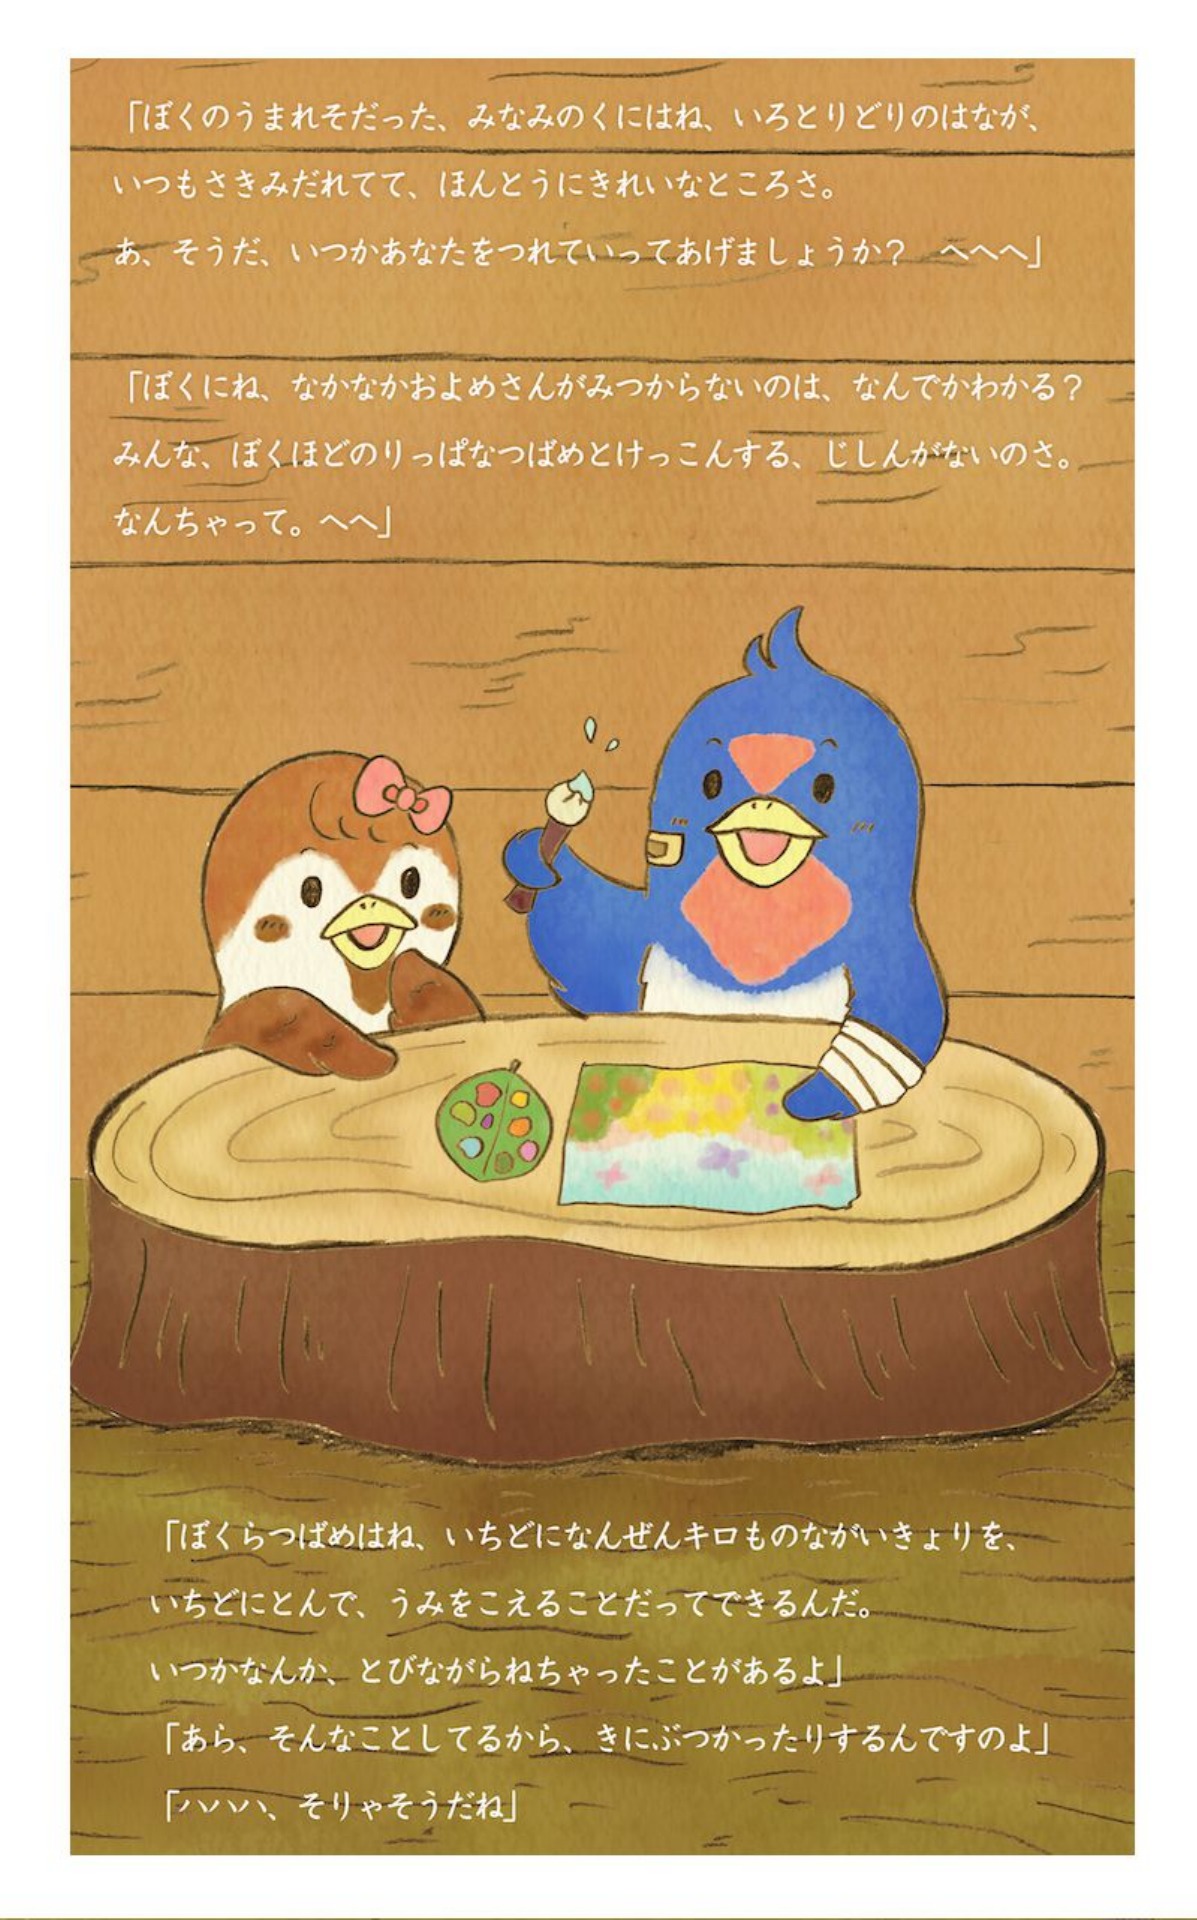 「ぼくのうまれそだった、みなみのくにはね、いろとりどりのはなが、
いつもさきみだれてて、ほんとうにきれいなところさ。
あ、そうだ、いつかあなたをつれていってあげましょうか？　へへへ」
「ぼくにね、なかなかおよめさんがみつからないのは、なんでかわかる？
みんな、ぼくほどのりっぱなつばめとけっこんする、じしんがないのさ。
なんちゃって。へへ」
「ぼくらつばめはね、いちどになんぜんキロものながいきょりを、
いちどにとんで、うみをこえることだってできるんだ。
いつかなんか、とびながらねちゃったことがあるよ」
「あら、そんなことしてるから、きにぶつかったりするんですのよ」
「ハハハ、そりゃそうだね」